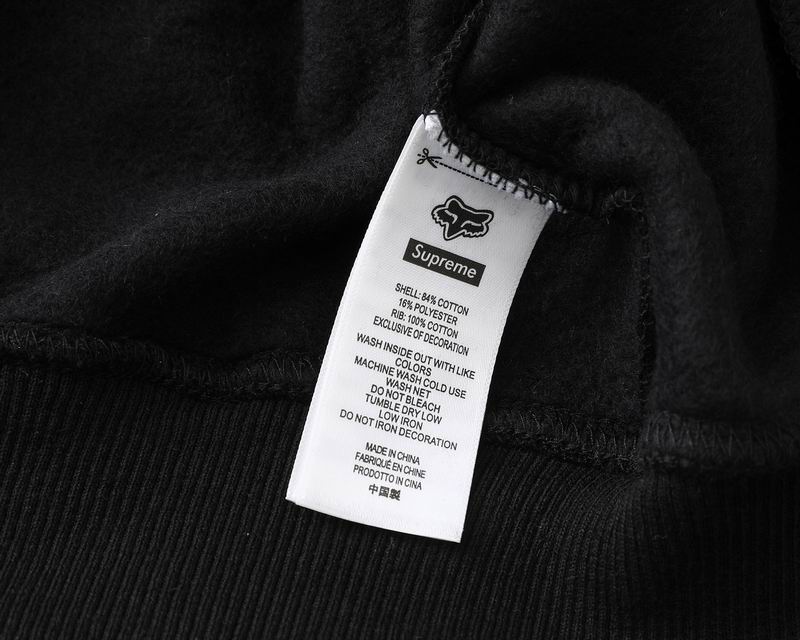 Supreme
SHELL: 84% COTTON
16% POLYESTER
RIB: 100% COTTON
EXCLUSIVE OF DECORATION
WASH INSIDE OUT WITH LIKE
COLORS
MACHINE WASH COLD USE
WASH NET
DO NOT BLEACH
TUMBLE DRY LOW
LOW IRON
DO NOT IRON DECORATION
MADE IN CHINA
FABRIQUÉ EN CHINE
PRODOTTO IN CINA
中国製